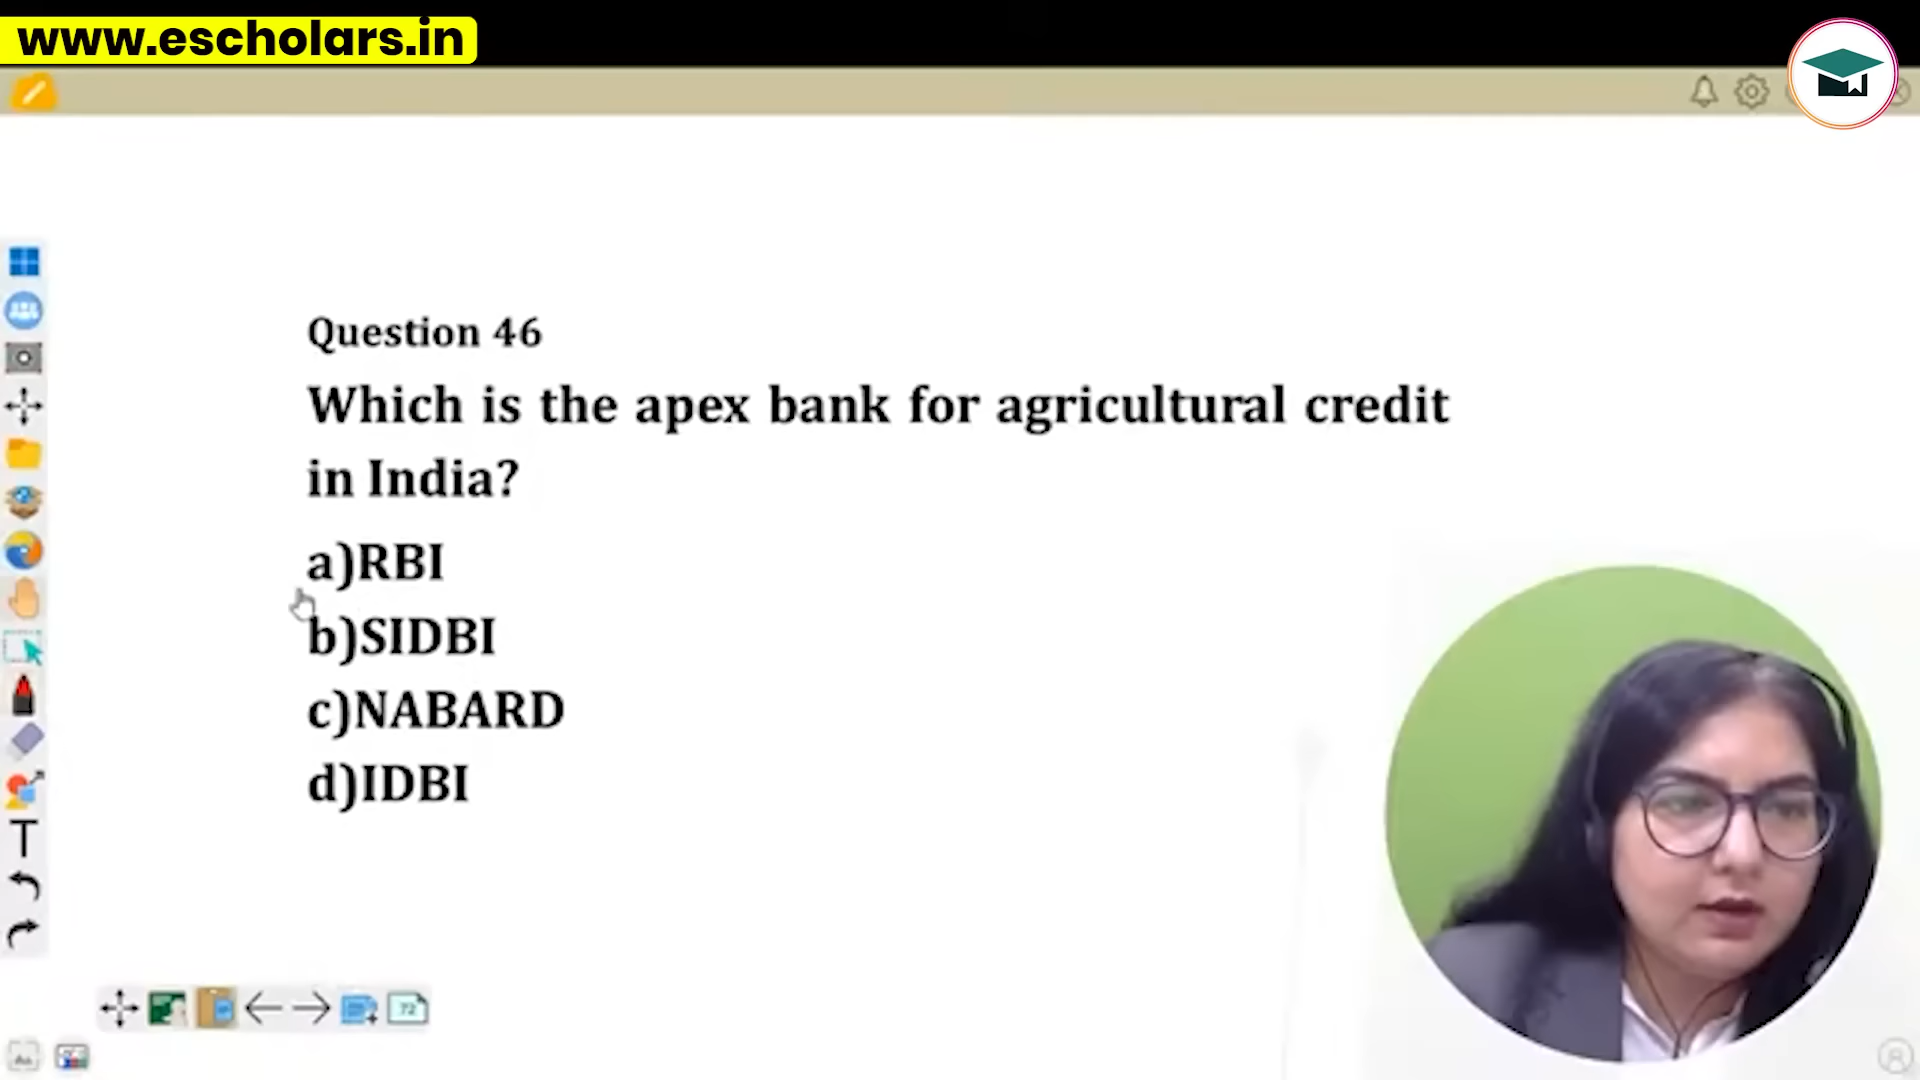 www.escholars.in
Question 46
Which is the apex bank for agricultural credit
in India?
a)RBI
b)SIDBI
c)NABARD
d)IDBI
T
72